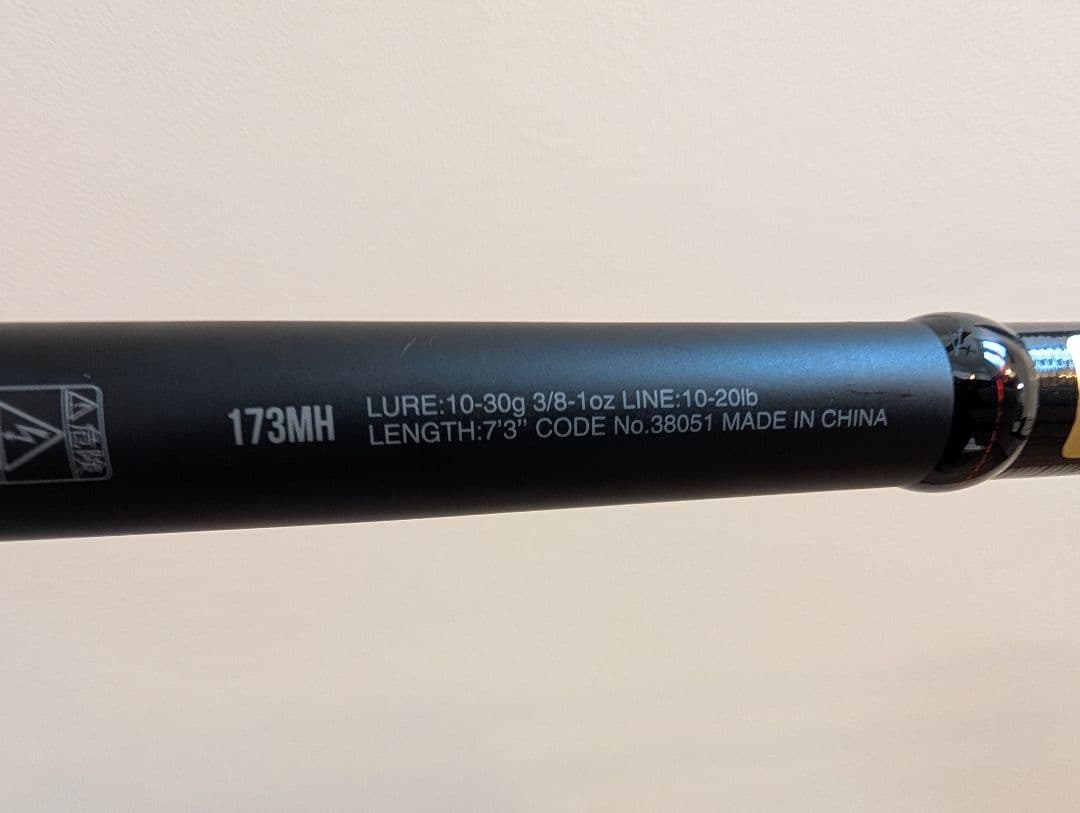 危険
173MH
LURE:10-30g 3/8-1oz LINE:10-20lb
LENGTH:7'3" CODE No.38051 MADE IN CHINA